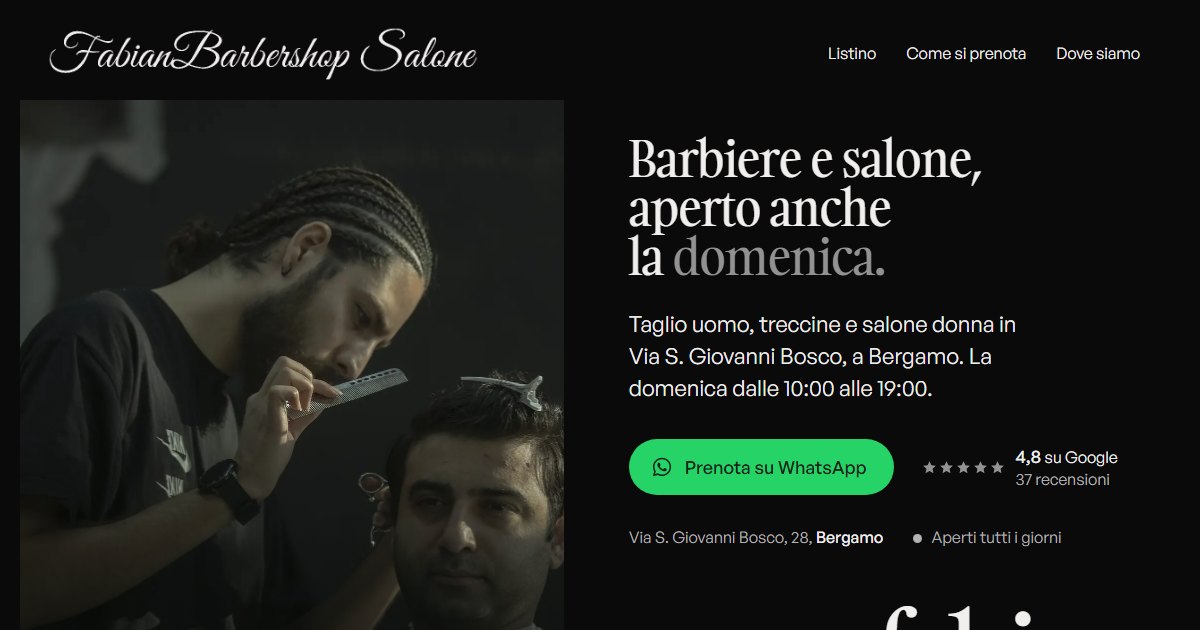 FabianBarbershop Salone
Listino
Come si prenota
Dove siamo
Barbiere e salone,
aperto anche
la domenica.
Taglio uomo, treccine e salone donna in
Via S. Giovanni Bosco, a Bergamo. La
domenica dalle 10:00 alle 19:00.
Prenota su WhatsApp
4,8 su Google
37 recensioni
Via S. Giovanni Bosco, 28, Bergamo
Aperti tutti i giorni